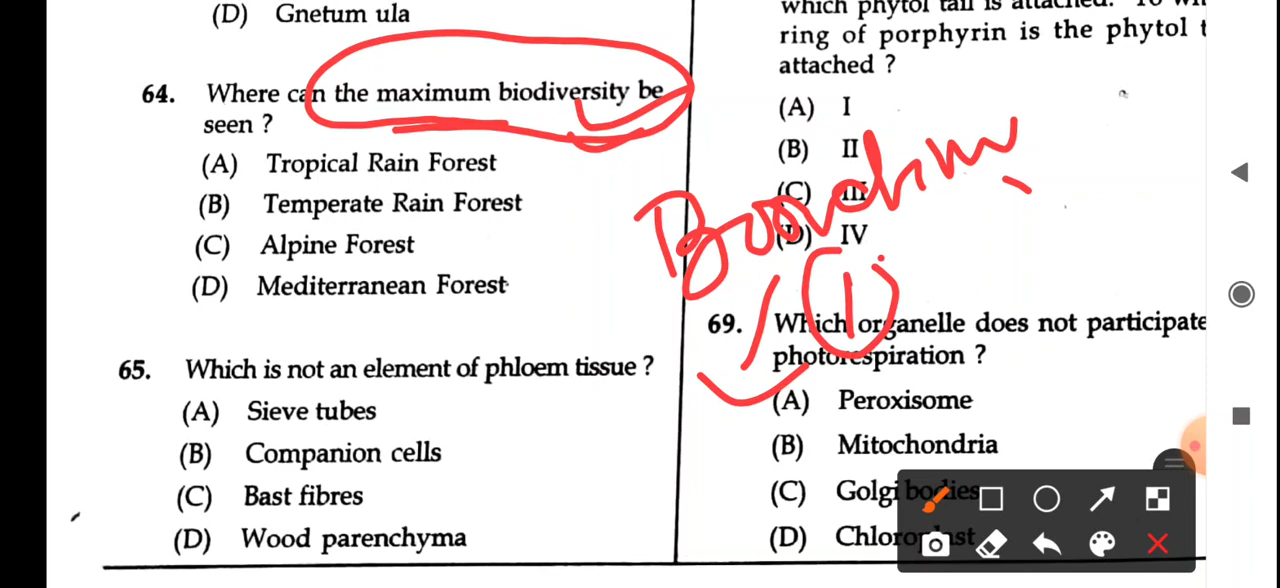 (D) Gnetum ula
64. Where can the maximum biodiversity be
seen ?
(A) Tropical Rain Forest
(B) Temperate Rain Forest
(C) Alpine Forest
(D) Mediterranean Forest
65. Which is not an element of phloem tissue ?
(A) Sieve tubes
(B) Companion cells
(C) Bast fibres
(D) Wood parenchyma
which phytol tail is attached.
ring of porphyrin is the phytol t
attached ?
(A) I
(B) II
(C) III
(D) IV
1
69. Which organelle does not participate
photorespiration ?
(A) Peroxisome
(B) Mitochondria
(C) Golgi bodies
(D) Chloroplast